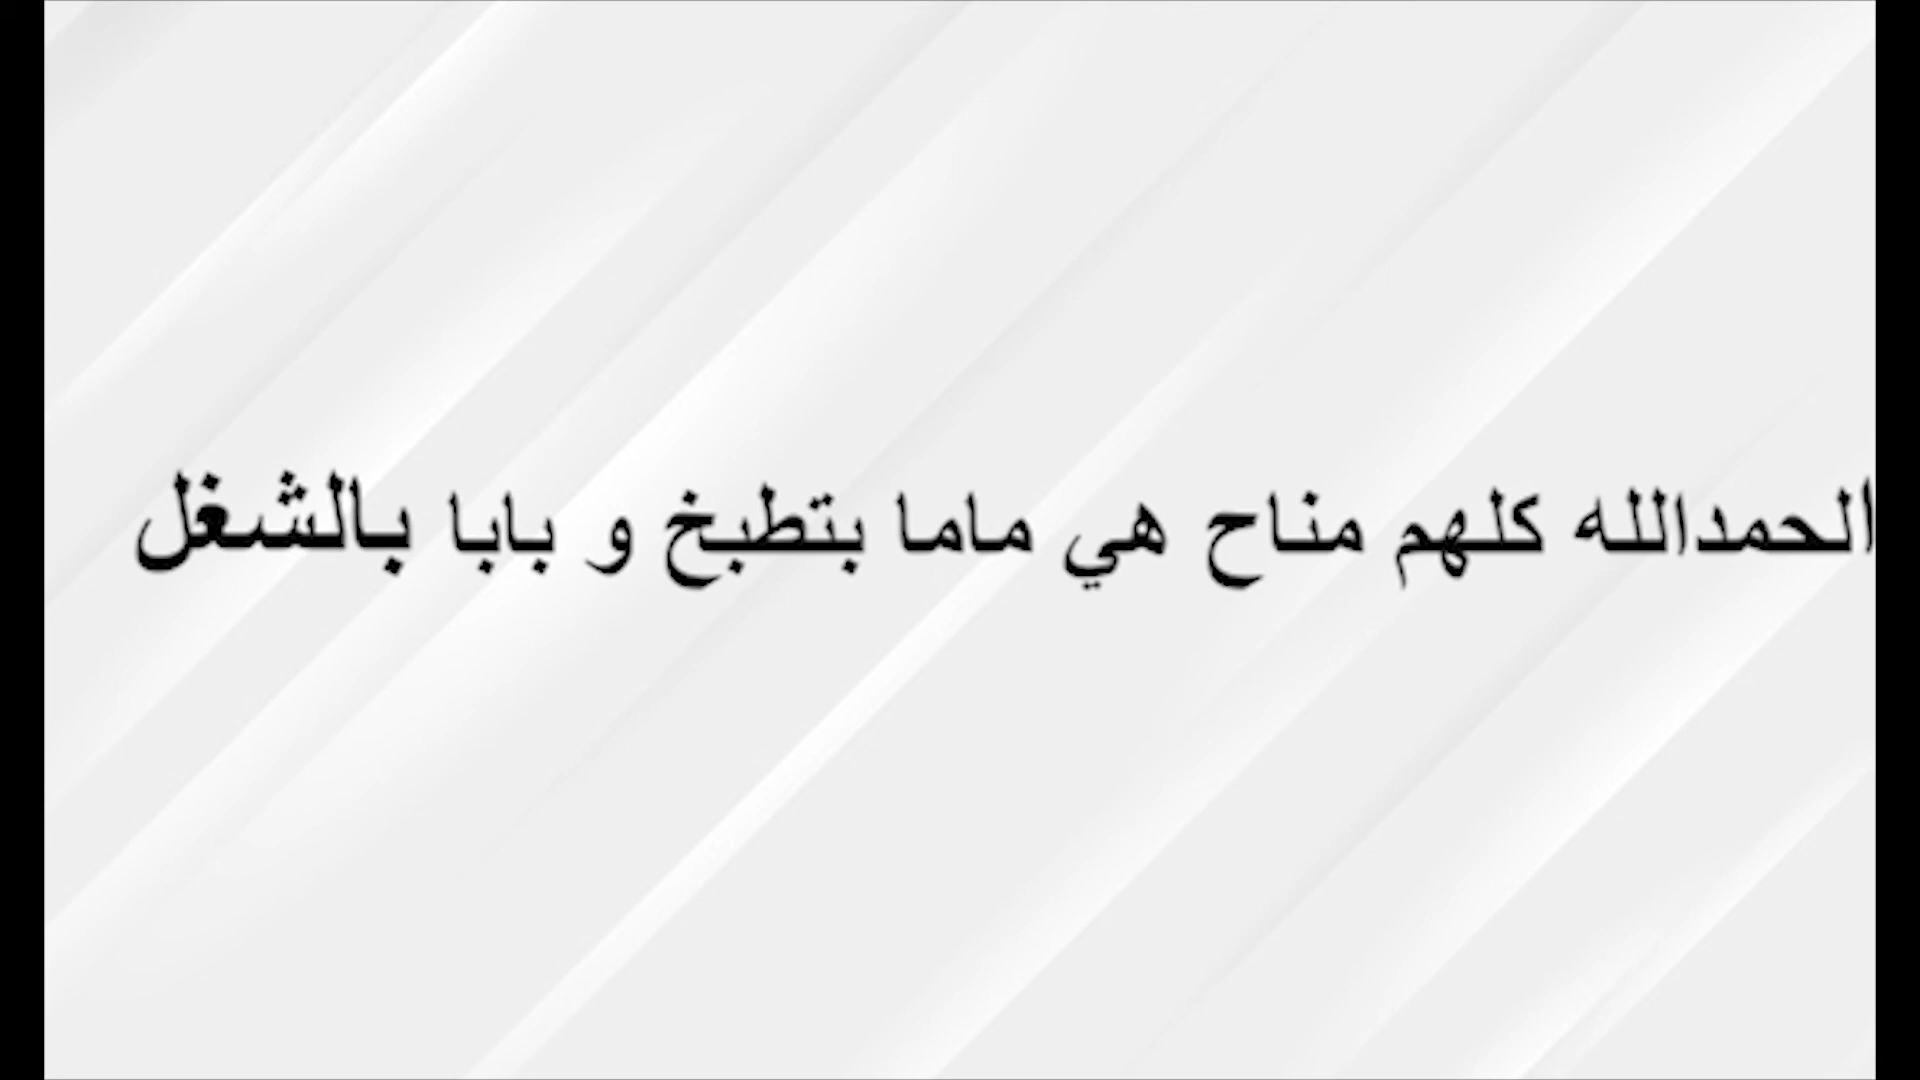 الحمدالله كلهم مناح هي ماما بتطبخ و بابا بالشغل